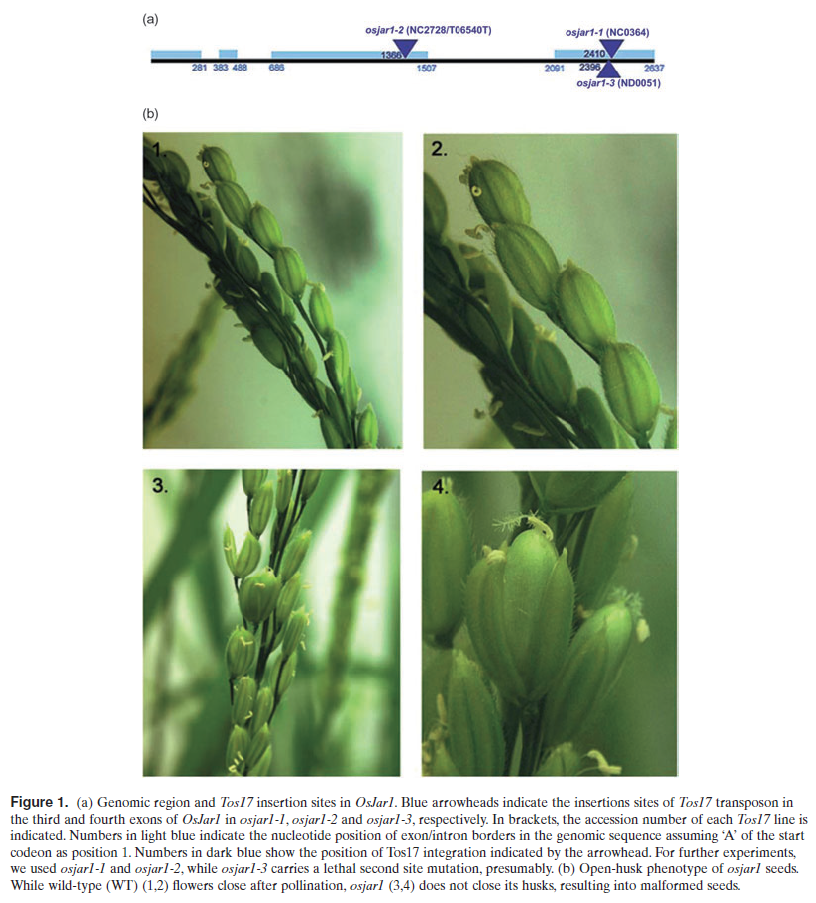 (a)
osjar1-2 (NC2728/T06540T)
osjar1-1 (NC0364)
1366
2410
281 383 488 686 1507 2091 2396 2637
osjar1-3 (ND0051)
(b)
1.
2.
3.
4.
Figure 1. (a) Genomic region and Tos17 insertion sites in OsJar1. Blue arrowheads indicate the insertions sites of Tos17 transposon in
the third and fourth exons of OsJar1 in osjar1-1, osjar1-2 and osjar1-3, respectively. In brackets, the accession number of each Tos17 line is
indicated. Numbers in light blue indicate the nucleotide position of exon/intron borders in the genomic sequence assuming ‘A’ of the start
codeon as position 1. Numbers in dark blue show the position of Tos17 integration indicated by the arrowhead. For further experiments,
we used osjar1-1 and osjar1-2, while osjar1-3 carries a lethal second site mutation, presumably. (b) Open-husk phenotype of osjar1 seeds.
While wild-type (WT) (1,2) flowers close after pollination, osjar1 (3,4) does not close its husks, resulting into malformed seeds.